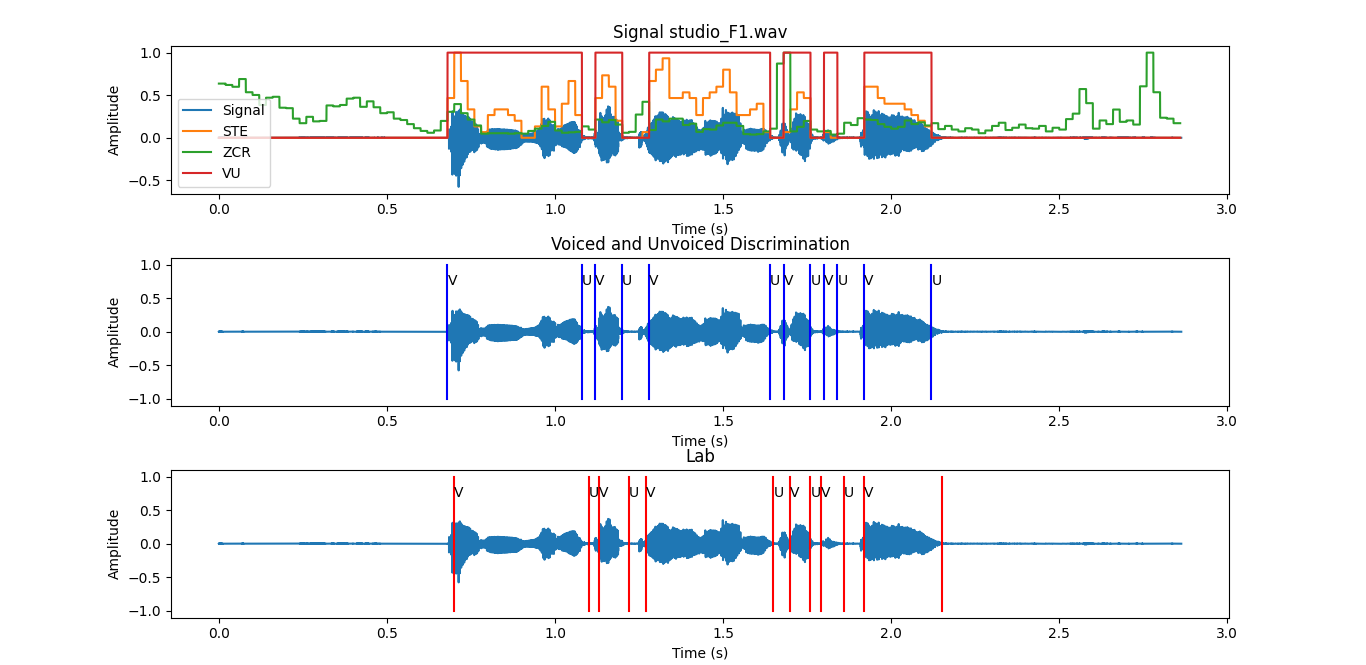 Signal studio_F1.wav
1.0
0.5
0.0
−0.5
Amplitude
Signal
STE
ZCR
VU
0.0 0.5 1.0 1.5 2.0 2.5 3.0
Time (s)
Voiced and Unvoiced Discrimination
1.0
0.5
0.0
−0.5
−1.0
Amplitude
V U V U V U V U V U V U
0.0 0.5 1.0 1.5 2.0 2.5 3.0
Time (s)
Lab
1.0
0.5
0.0
−0.5
−1.0
Amplitude
V U V U V U V U V U V
0.0 0.5 1.0 1.5 2.0 2.5 3.0
Time (s)